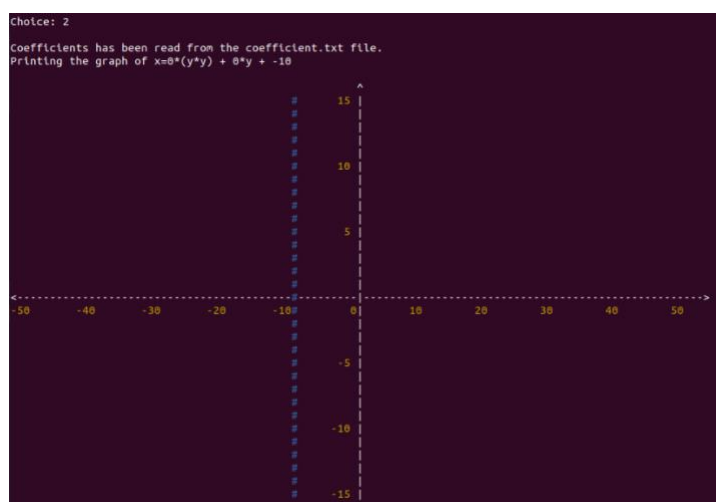 Choice: 2
Coefficients has been read from the coefficient.txt file.
Printing the graph of x=0*(y*y) + 0*y + -10
^
# 15 |
# |
# |
# |
# |
# 10 |
# |
# |
# |
# |
# 5 |
# |
# |
# |
# |
<---------------------------------------------------------------------------------------------------------->
-50 -40 -30 -20 -10# 0| 10 20 30 40 50
# |
# |
# |
# -5 |
# |
# |
# |
# |
# -10 |
# |
# |
# |
# |
# -15 |